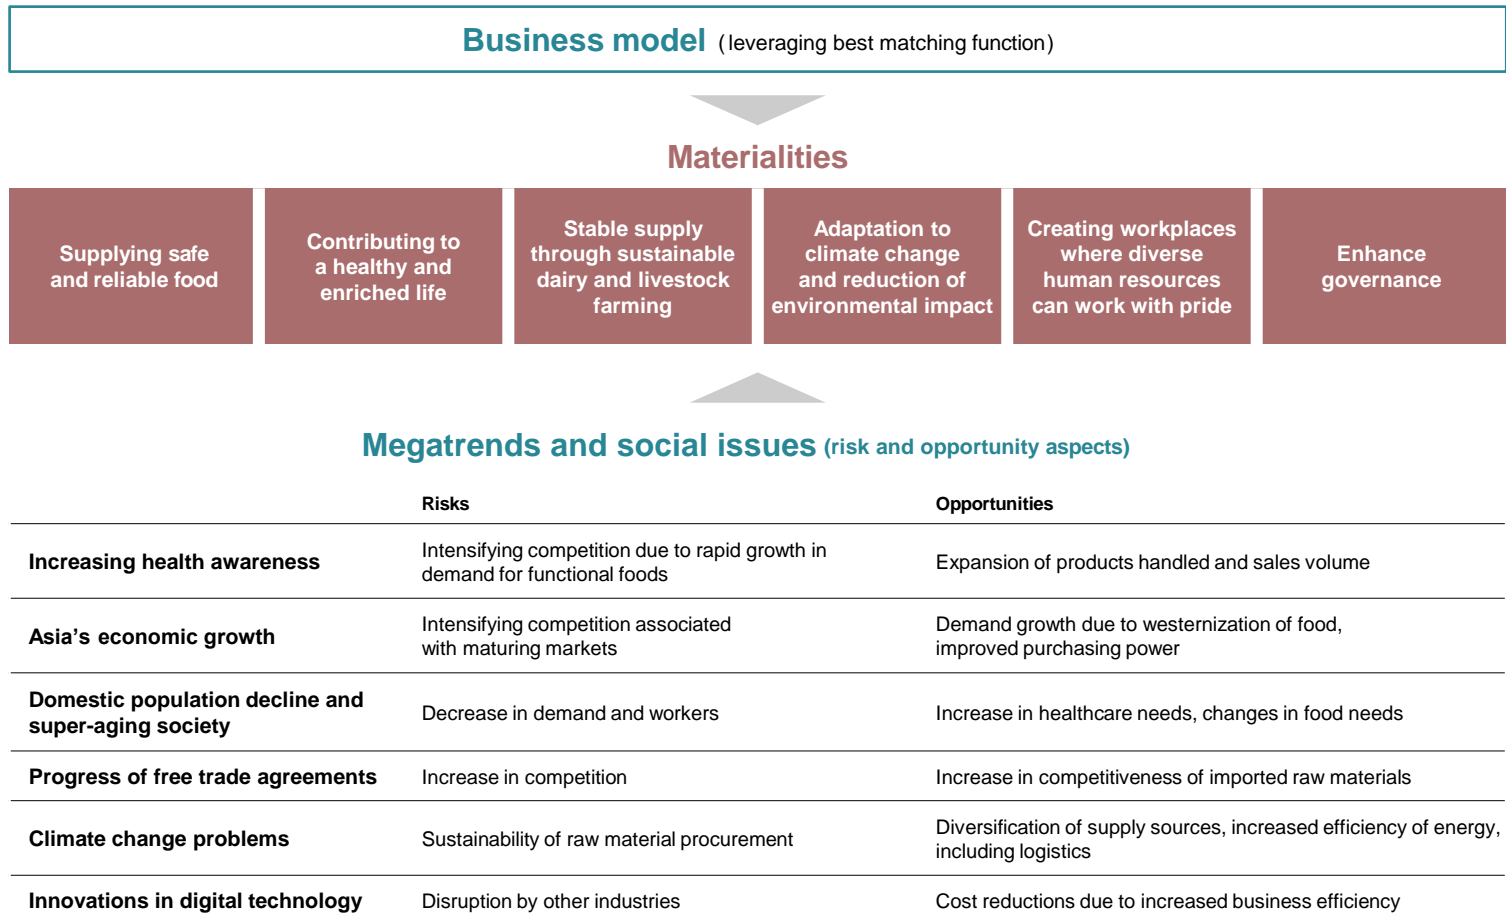 Business model (leveraging best matching function)
Materialities
Supplying safe
and reliable food
Contributing to
a healthy and
enriched life
Stable supply
through sustainable
dairy and livestock
farming
Adaptation to
climate change
and reduction of
environmental impact
Creating workplaces
where diverse
human resources
can work with pride
Enhance
governance
Megatrends and social issues (risk and opportunity aspects)
Risks
Opportunities
Increasing health awareness
Intensifying competition due to rapid growth in
demand for functional foods
Expansion of products handled and sales volume
Asia’s economic growth
Intensifying competition associated
with maturing markets
Demand growth due to westernization of food,
improved purchasing power
Domestic population decline and
super-aging society
Decrease in demand and workers
Increase in healthcare needs, changes in food needs
Progress of free trade agreements
Increase in competition
Increase in competitiveness of imported raw materials
Climate change problems
Sustainability of raw material procurement
Diversification of supply sources, increased efficiency of energy,
including logistics
Innovations in digital technology
Disruption by other industries
Cost reductions due to increased business efficiency